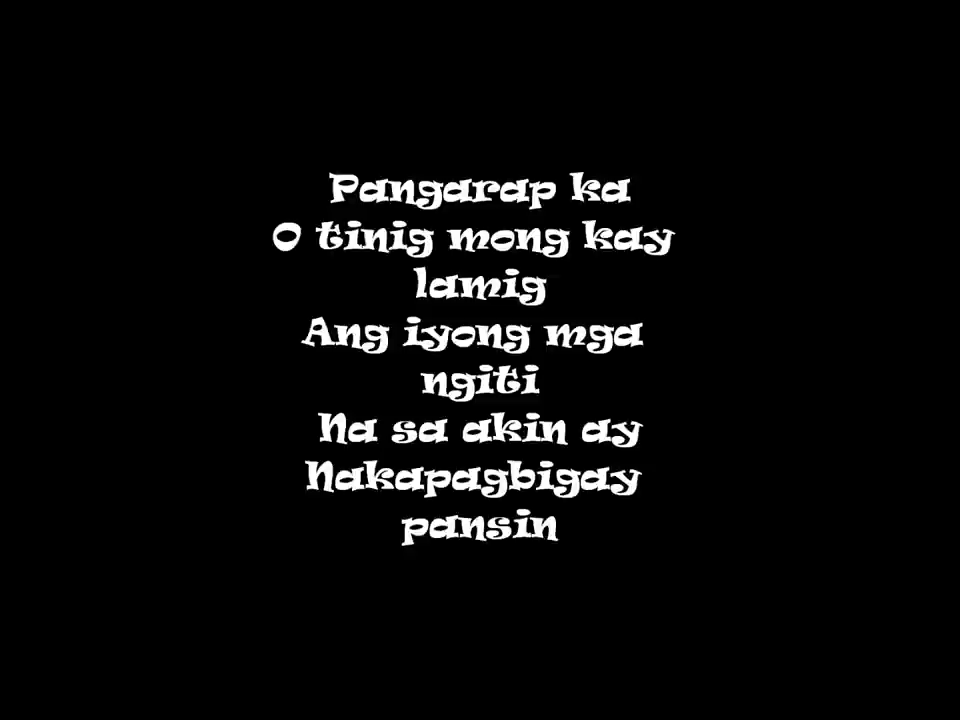 Pangarap ka
O tinig mong kay
lamig
Ang iyong mga
ngiti
Na sa akin ay
Nakapagbigay
pansin